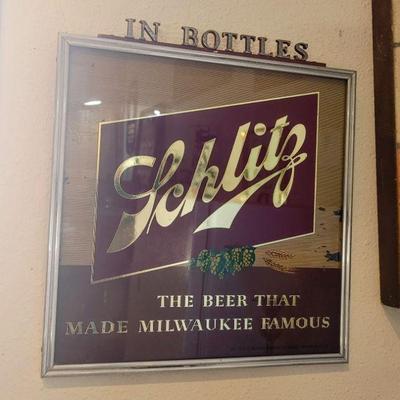 IN BOTTLES
Schlitz
THE BEER THAT
MADE MILWAUKEE FAMOUS